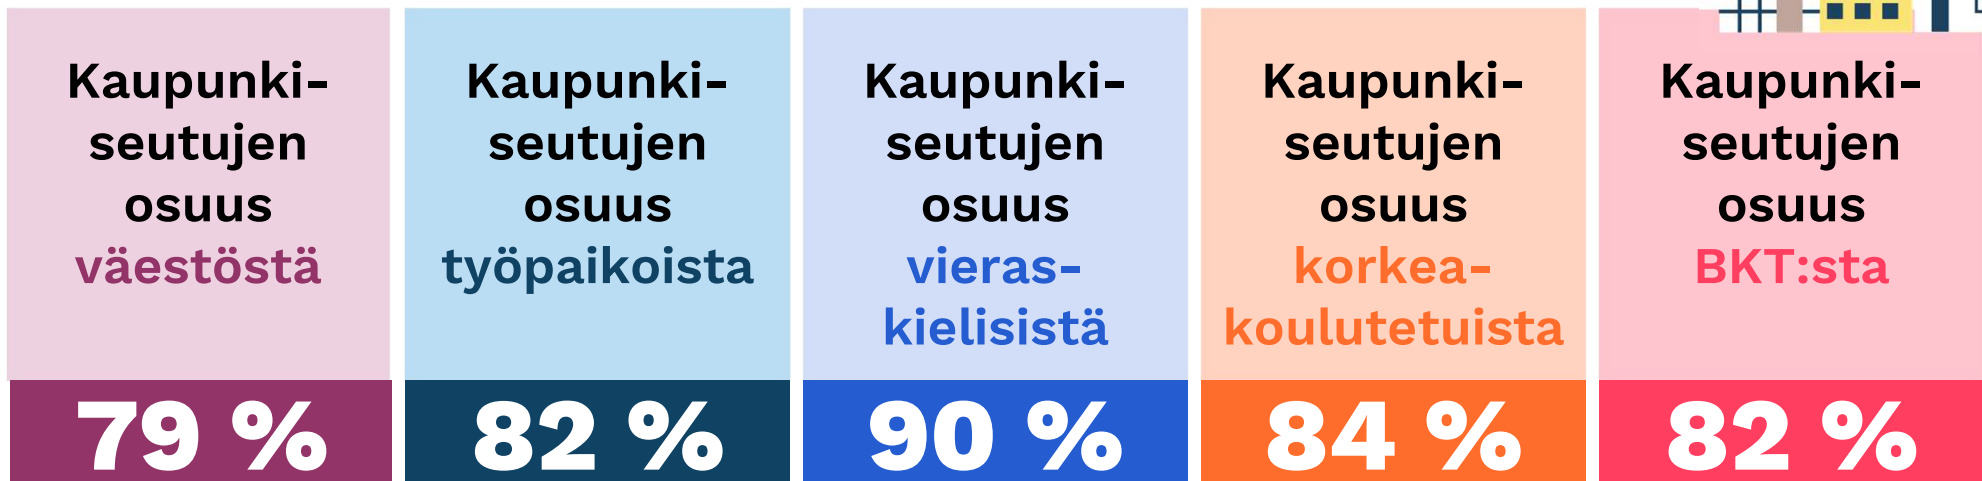 Kaupunki-
seutujen
osuus
väestöstä
79 %
Kaupunki-
seutujen
osuus
työpaikoista
82 %
Kaupunki-
seutujen
osuus
vieras-
kielisistä
90 %
Kaupunki-
seutujen
osuus
korkea-
koulutetuista
84 %
Kaupunki-
seutujen
osuus
BKT:sta
82 %